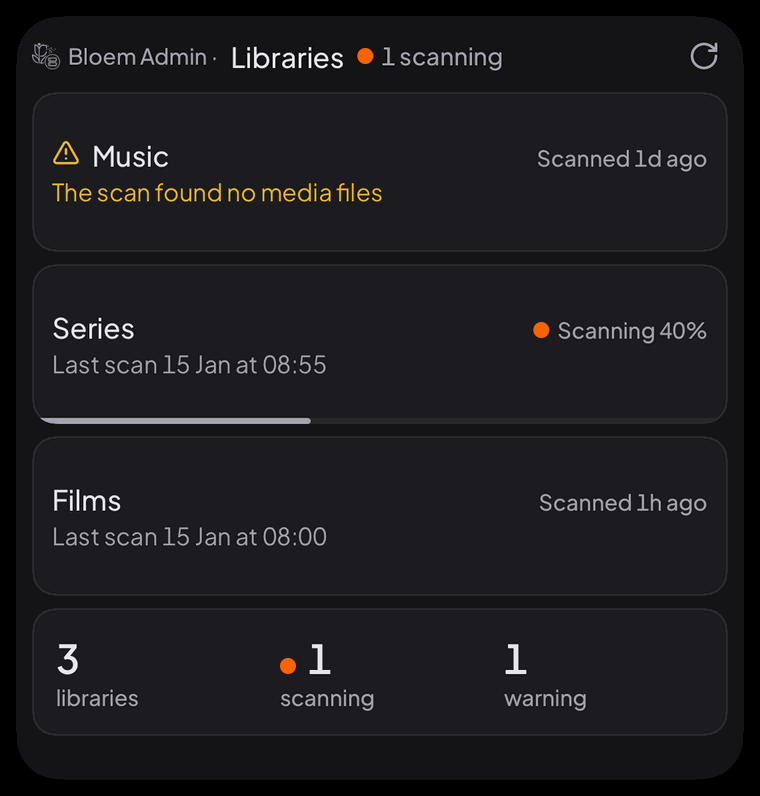 Bloem Admin · Libraries 1 scanning
Music
Scanned 1d ago
The scan found no media files
Series
Scanning 40%
Last scan 15 Jan at 08:55
Films
Scanned 1h ago
Last scan 15 Jan at 08:00
3
libraries
1
scanning
1
warning